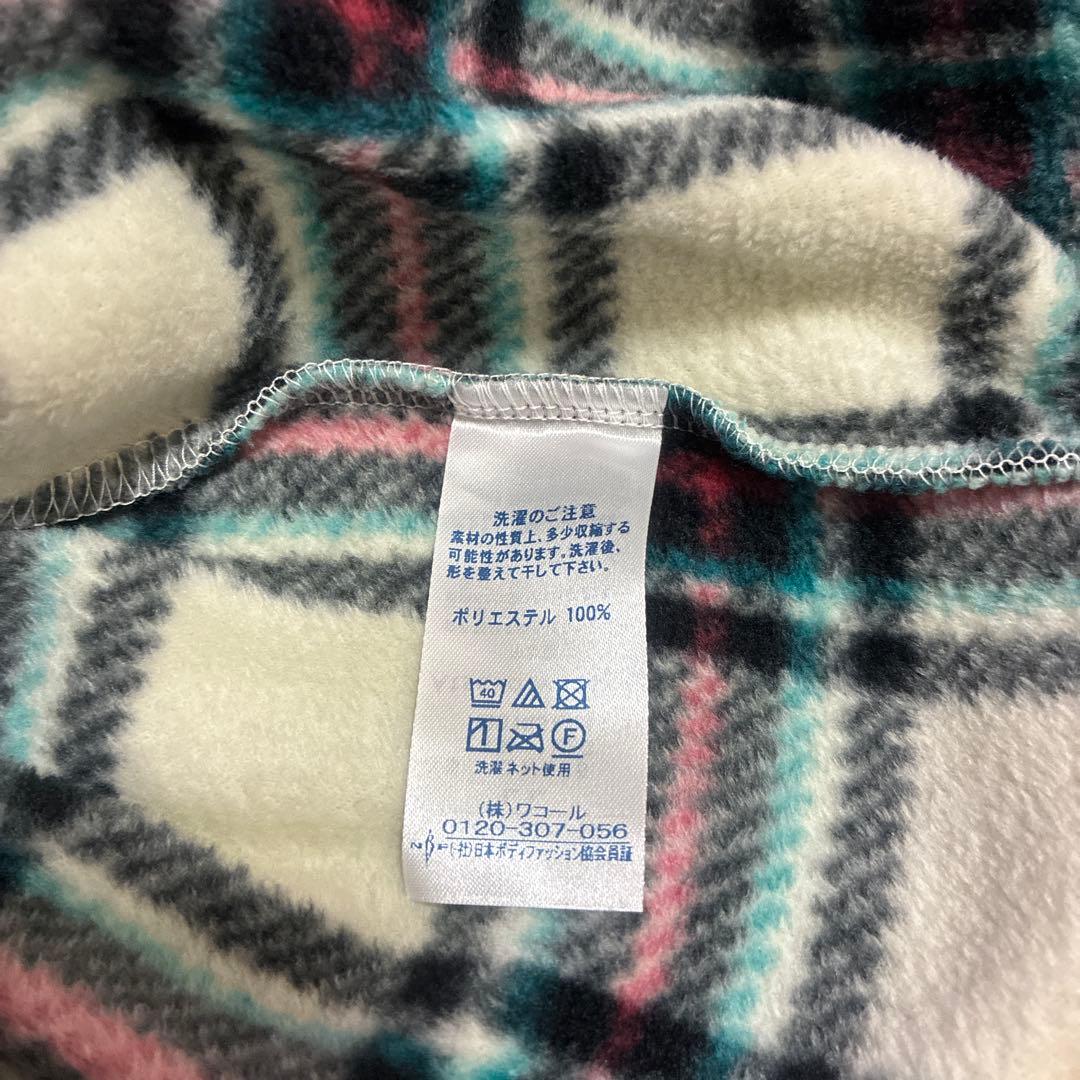 洗濯のご注意
素材の性質上、多少収縮する
可能性があります。洗濯後、
形を整えて干して下さい。
ポリエステル 100%
40
F
洗濯ネット使用
(株)ワコール
0120-307-056
(-社)日本ボディファッション協会員証